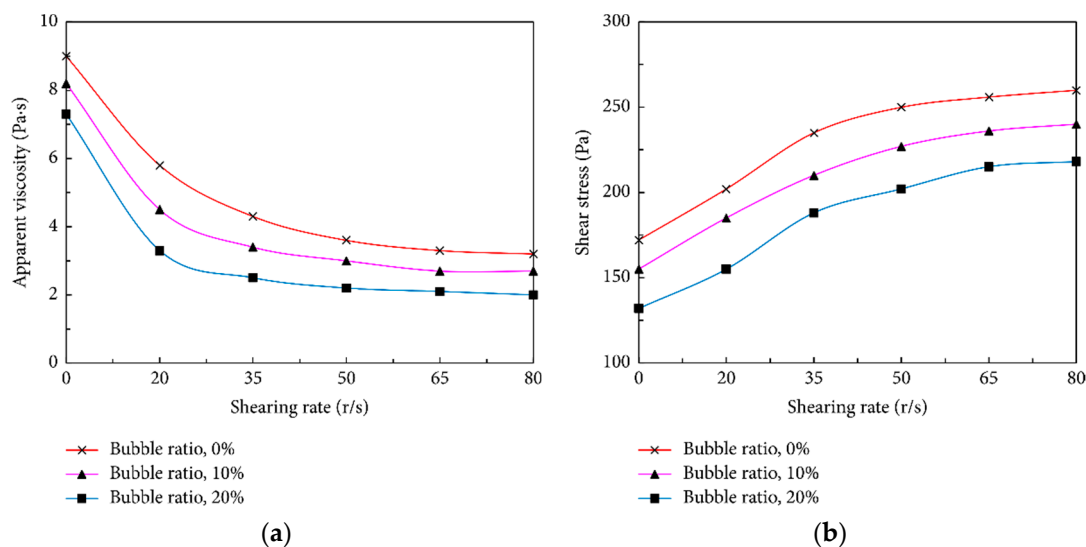 10
8
6
4
2
0
Apparent viscosity (Pa·s)
0 20 35 50 65 80
Shearing rate (r/s)
Bubble ratio, 0%
Bubble ratio, 10%
Bubble ratio, 20%
(a)
300
250
200
150
100
Shear stress (Pa)
0 20 35 50 65 80
Shearing rate (r/s)
Bubble ratio, 0%
Bubble ratio, 10%
Bubble ratio, 20%
(b)